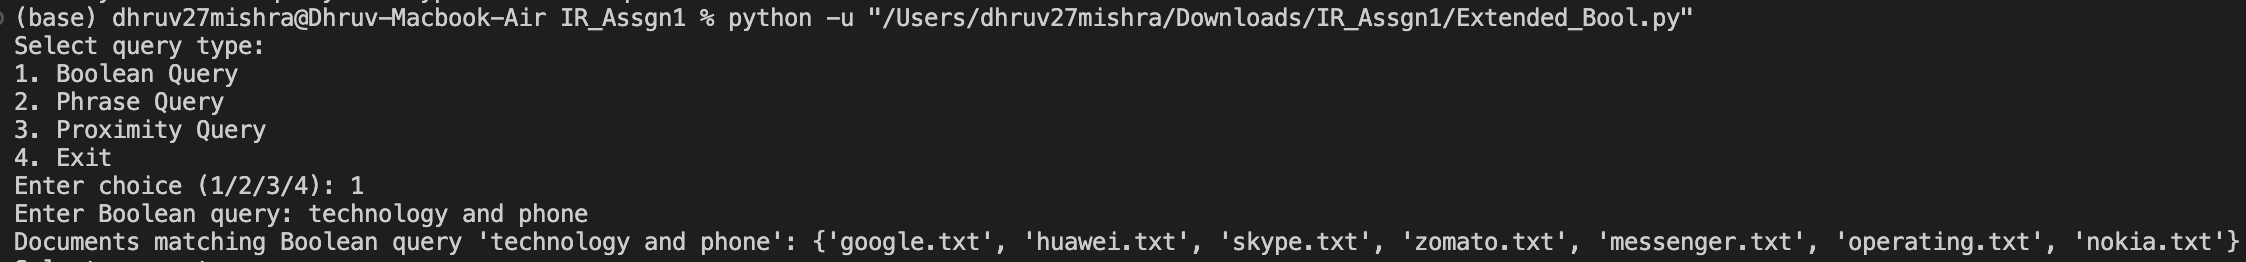 (base) dhruv27mishra@Dhruv-Macbook-Air IR_Assgn1 % python -u "/Users/dhruv27mishra/Downloads/IR_Assgn1/Extended_Bool.py"
Select query type:
1. Boolean Query
2. Phrase Query
3. Proximity Query
4. Exit
Enter choice (1/2/3/4): 1
Enter Boolean query: technology and phone
Documents matching Boolean query 'technology and phone': {'google.txt', 'huawei.txt', 'skype.txt', 'zomato.txt', 'messenger.txt', 'operating.txt', 'nokia.txt'}